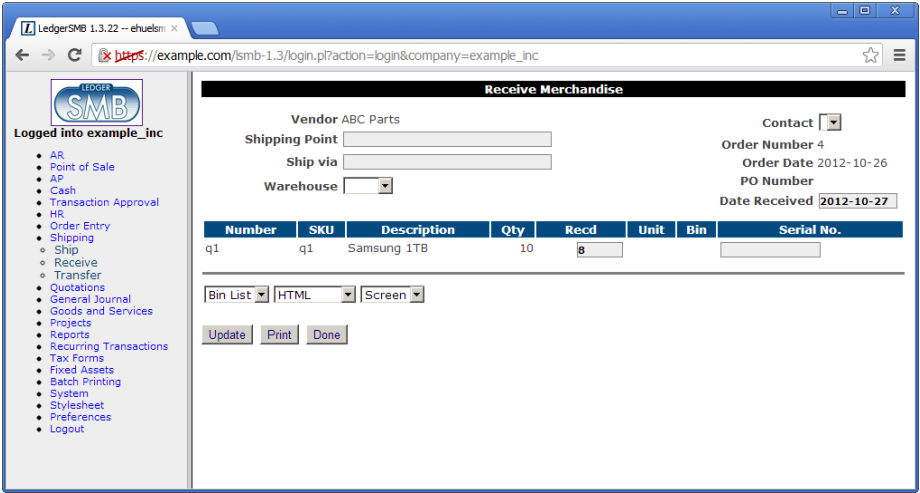 LedgerSMB 1.3.22 -- ehuelsm
https://example.com/lsmb-1.3/login.pl?action=login&company=example_inc
LEDGER
SMB
Logged into example_inc
AR
Point of Sale
AP
Cash
Transaction Approval
HR
Order Entry
Shipping
Ship
Receive
Transfer
Quotations
General Journal
Goods and Services
Projects
Reports
Recurring Transactions
Tax Forms
Fixed Assets
Batch Printing
System
Stylesheet
Preferences
Logout
Receive Merchandise
Vendor ABC Parts
Shipping Point
Ship via
Warehouse
Contact
Order Number 4
Order Date 2012-10-26
PO Number
Date Received 2012-10-27
Number SKU Description Qty Recd Unit Bin Serial No.
q1 q1 Samsung 1TB 10 8
Bin List HTML Screen
Update Print Done